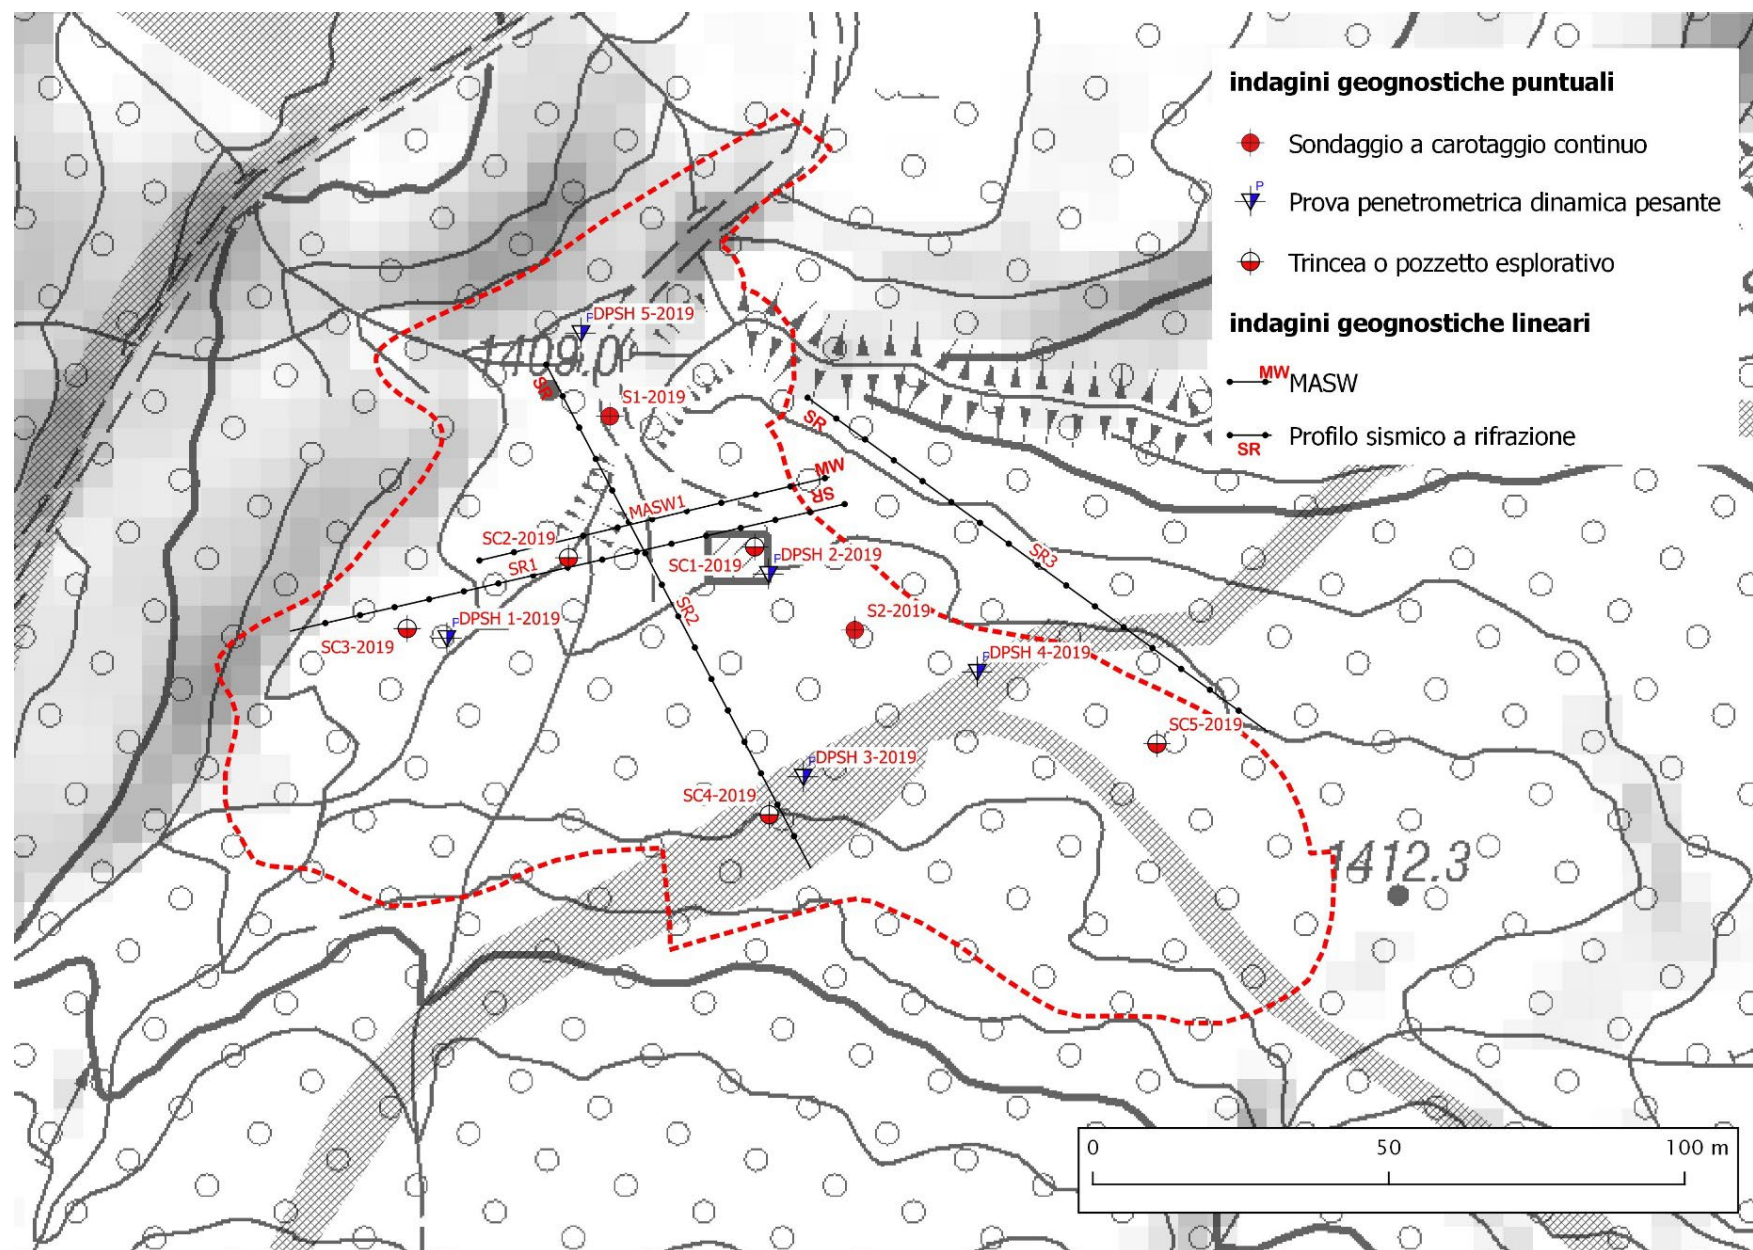 indagini geognostiche puntuali
Sondaggio a carotaggio continuo
P
Prova penetrometrica dinamica pesante
Trincea o pozzetto esplorativo
indagini geognostiche lineari
MW
MASW
SR
Profilo sismico a rifrazione
P
DPSH 5-2019
1409.0
SR
S1-2019
SR
MW
SR
MASW1
SC2-2019
SR1
SC1-2019
P
DPSH 2-2019
SR3
SR2
S2-2019
P
DPSH 1-2019
SC3-2019
P
DPSH 4-2019
SC5-2019
P
DPSH 3-2019
SC4-2019
1412.3
0 50 100 m